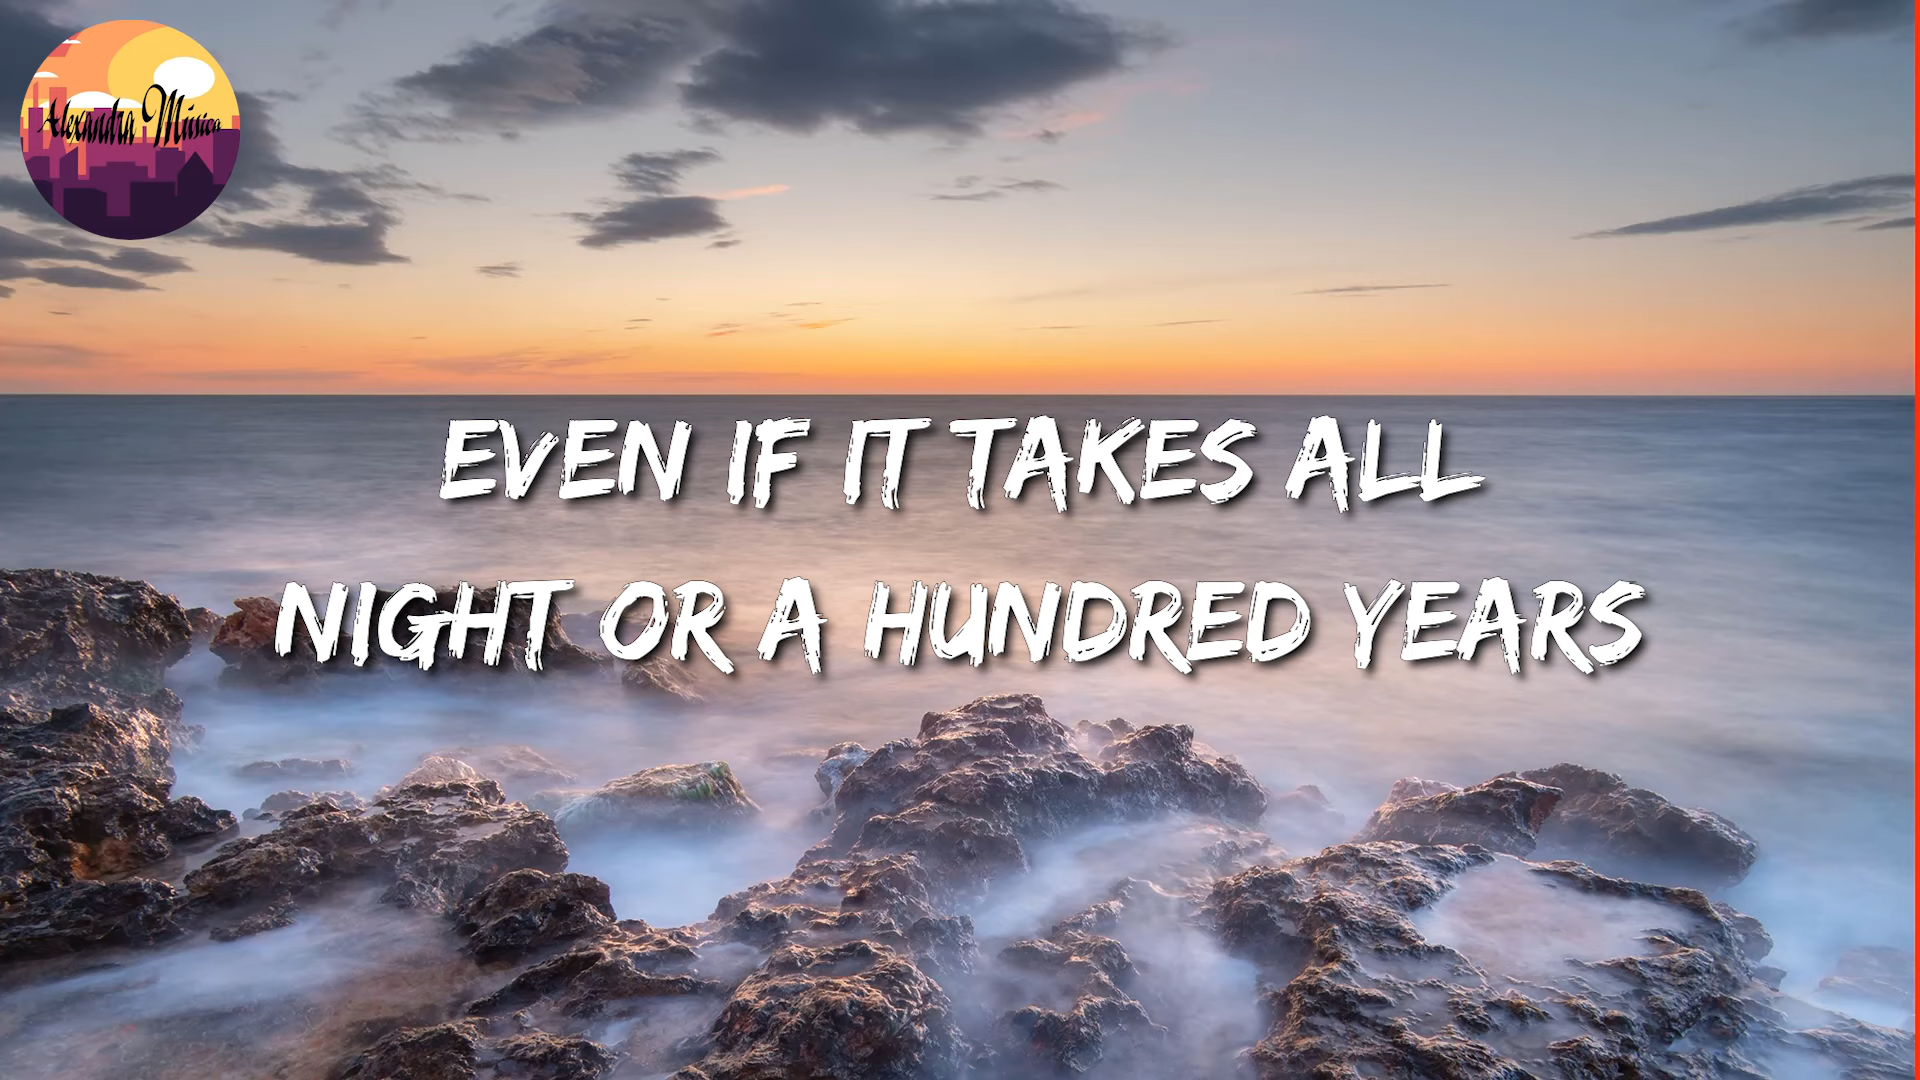 Alexandra Música
EVEN IF IT TAKES ALL
NIGHT OR A HUNDRED YEARS